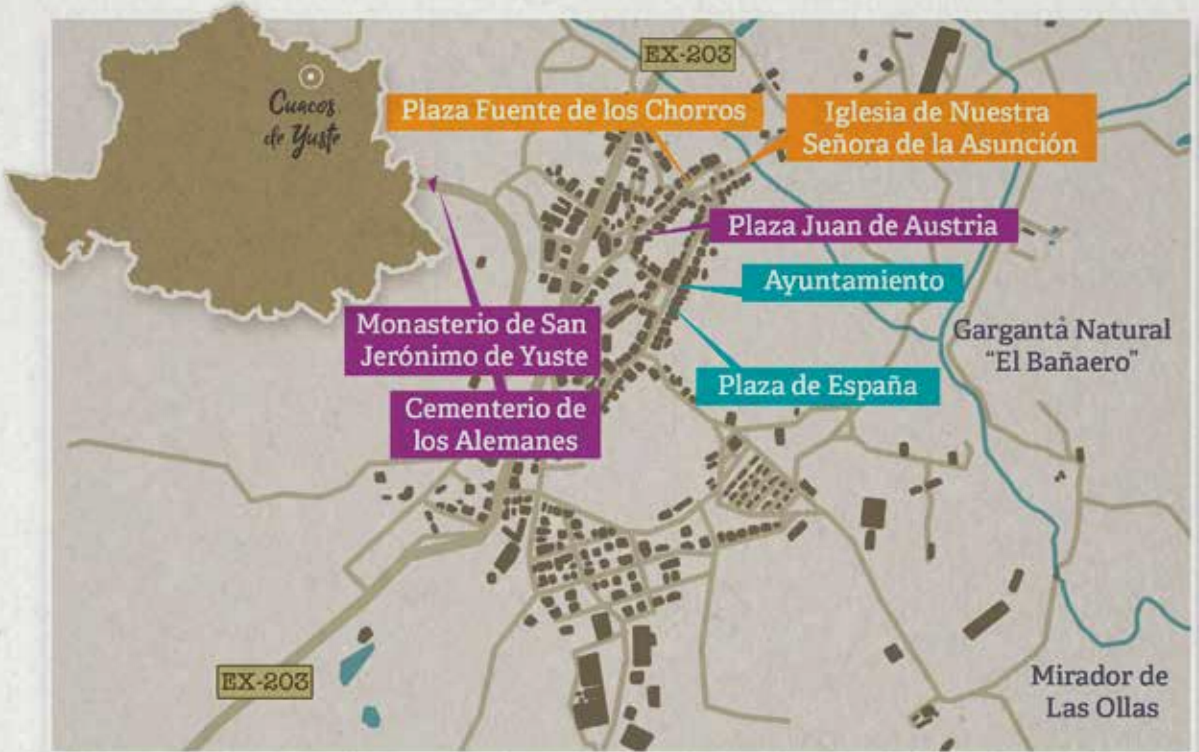 EX-203
Cuacos
de Yuste
Plaza Fuente de los Chorros
Iglesia de Nuestra
Señora de la Asunción
Plaza Juan de Austria
Ayuntamiento
Monasterio de San
Jerónimo de Yuste
Gargantá Natural
"El Bañaero"
Plaza de España
Cementerio de
los Alemanes
EX-203
Mirador de
Las Ollas